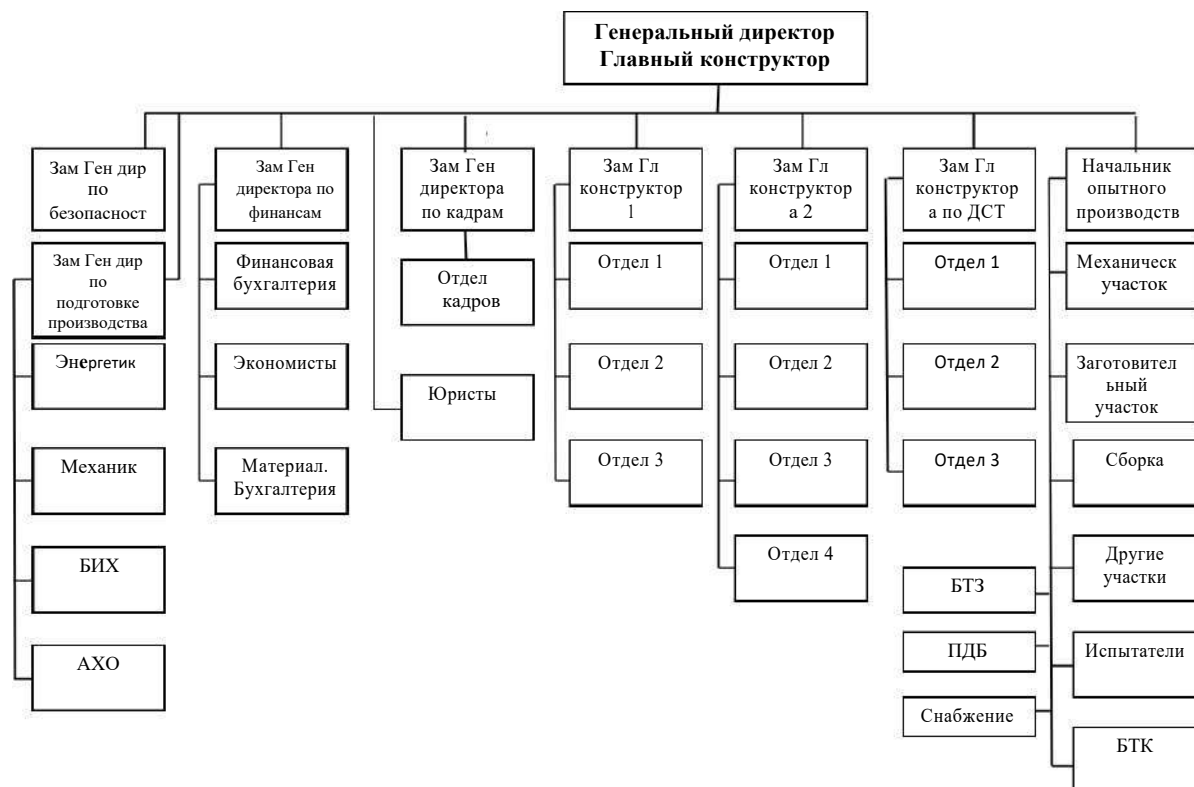 Генеральный директор
Главный конструктор
Зам Ген дир
по
безопасност
Зам Ген
директора по
финансам
Зам Ген
директора
по кадрам
Зам Гл
конструктор
1
Зам Гл
конструктор
а 2
Зам Гл
конструктор
а по ДСТ
Начальник
опытного
производств
Зам Ген дир
по
подготовке
производства
Финансовая
бухгалтерия
Отдел
кадров
Отдел 1
Отдел 1
Отдел 1
Механическ
участок
Энергетик
Экономисты
Юристы
Отдел 2
Отдел 2
Отдел 2
Заготовител
ьный
участок
Механик
Материал.
Бухгалтерия
Отдел 3
Отдел 3
Отдел 3
Сборка
БИХ
Отдел 4
БТЗ
Другие
участки
АХО
ПДБ
Испытатели
Снабжение
БТК